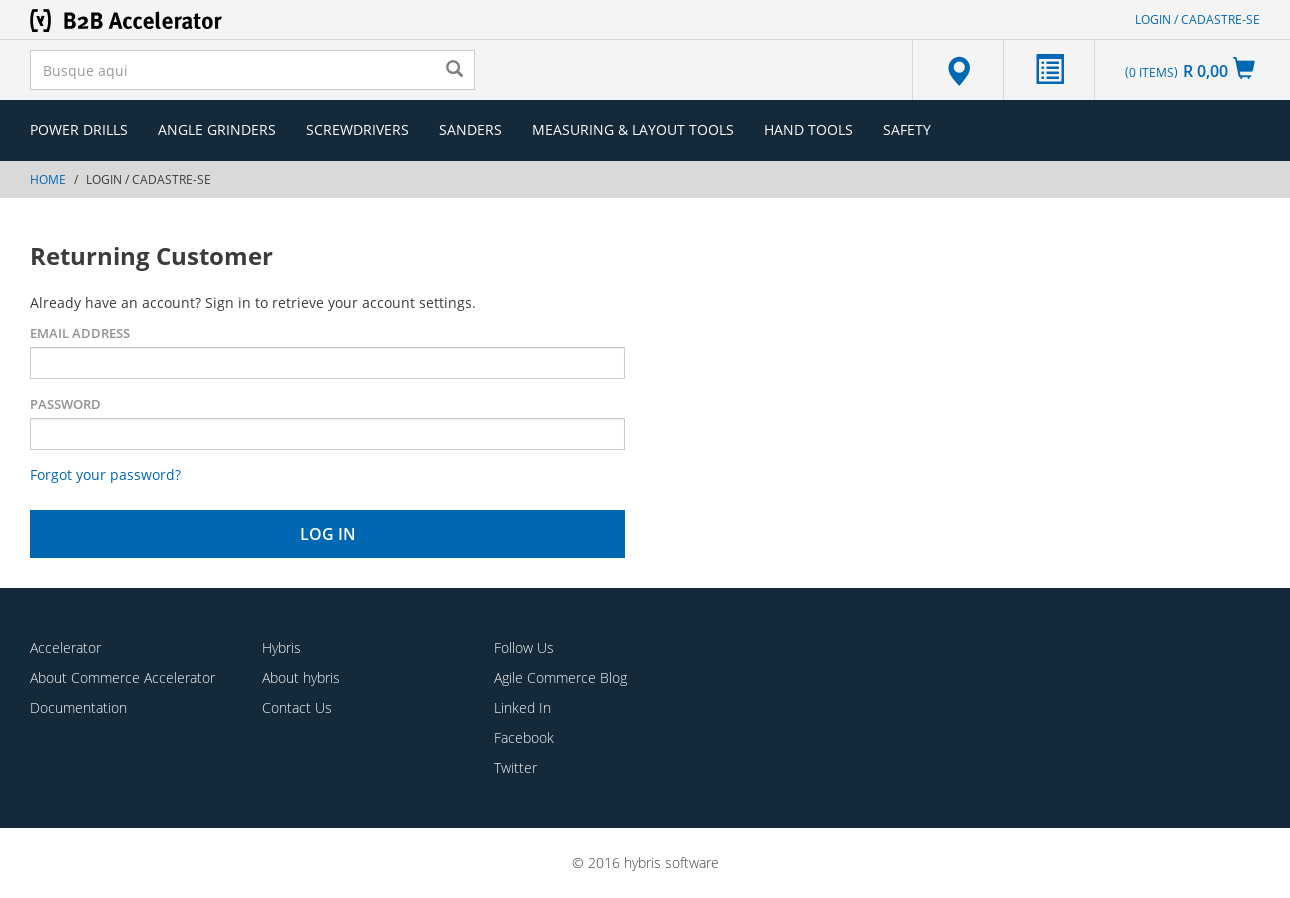 B2B Accelerator
LOGIN / CADASTRE-SE
Busque aqui
(0 ITEMS) R 0,00
POWER DRILLS ANGLE GRINDERS SCREWDRIVERS SANDERS MEASURING & LAYOUT TOOLS HAND TOOLS SAFETY
HOME / LOGIN / CADASTRE-SE
Returning Customer
Already have an account? Sign in to retrieve your account settings.
EMAIL ADDRESS
PASSWORD
Forgot your password?
LOG IN
Accelerator
About Commerce Accelerator
Documentation
Hybris
About hybris
Contact Us
Follow Us
Agile Commerce Blog
Linked In
Facebook
Twitter
© 2016 hybris software